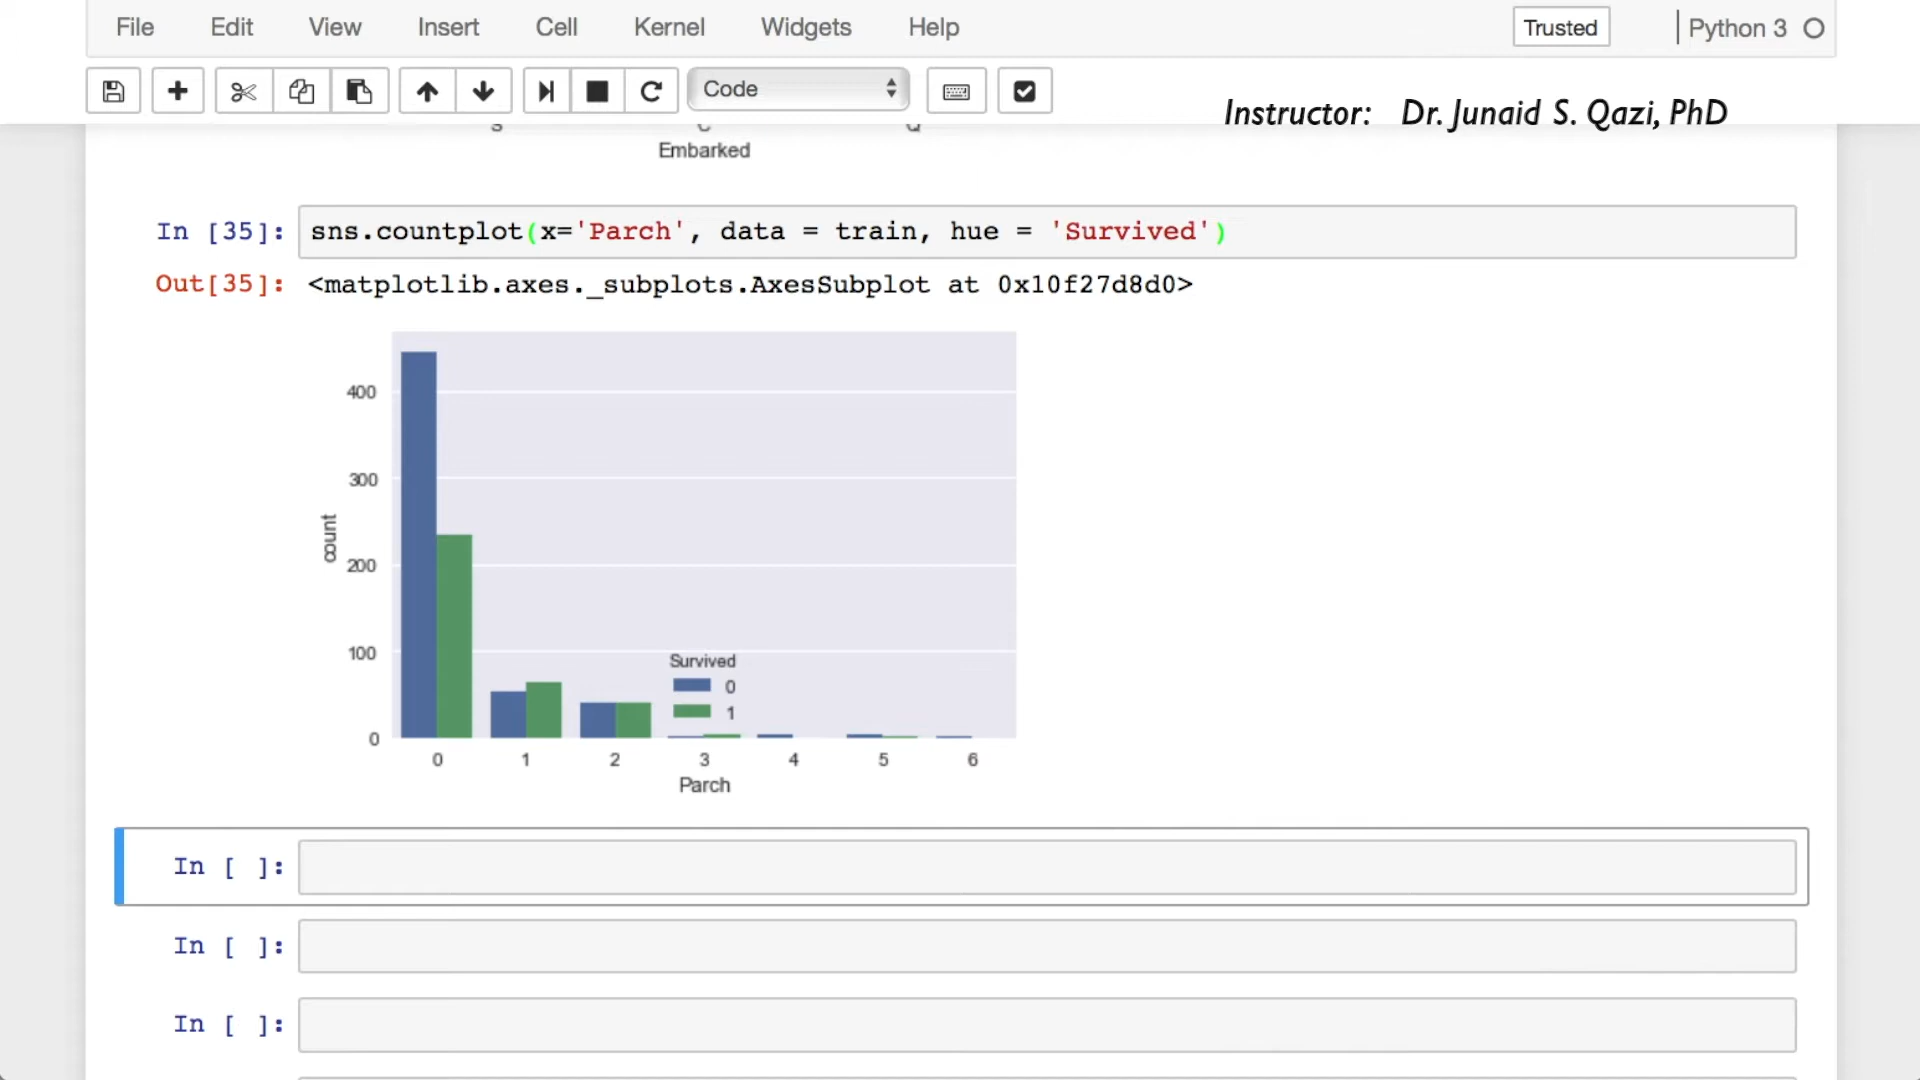 File Edit View Insert Cell Kernel Widgets Help Trusted Python 3
Code
Instructor: Dr. Junaid S. Qazi, PhD
S C Q
Embarked
In [35]: sns.countplot(x='Parch', data = train, hue = 'Survived')
Out[35]: <matplotlib.axes._subplots.AxesSubplot at 0x10f27d8d0>
400
300
count
200
100
0
Survived
0
1
0 1 2 3 4 5 6
Parch
In [ ]:
In [ ]:
In [ ]: